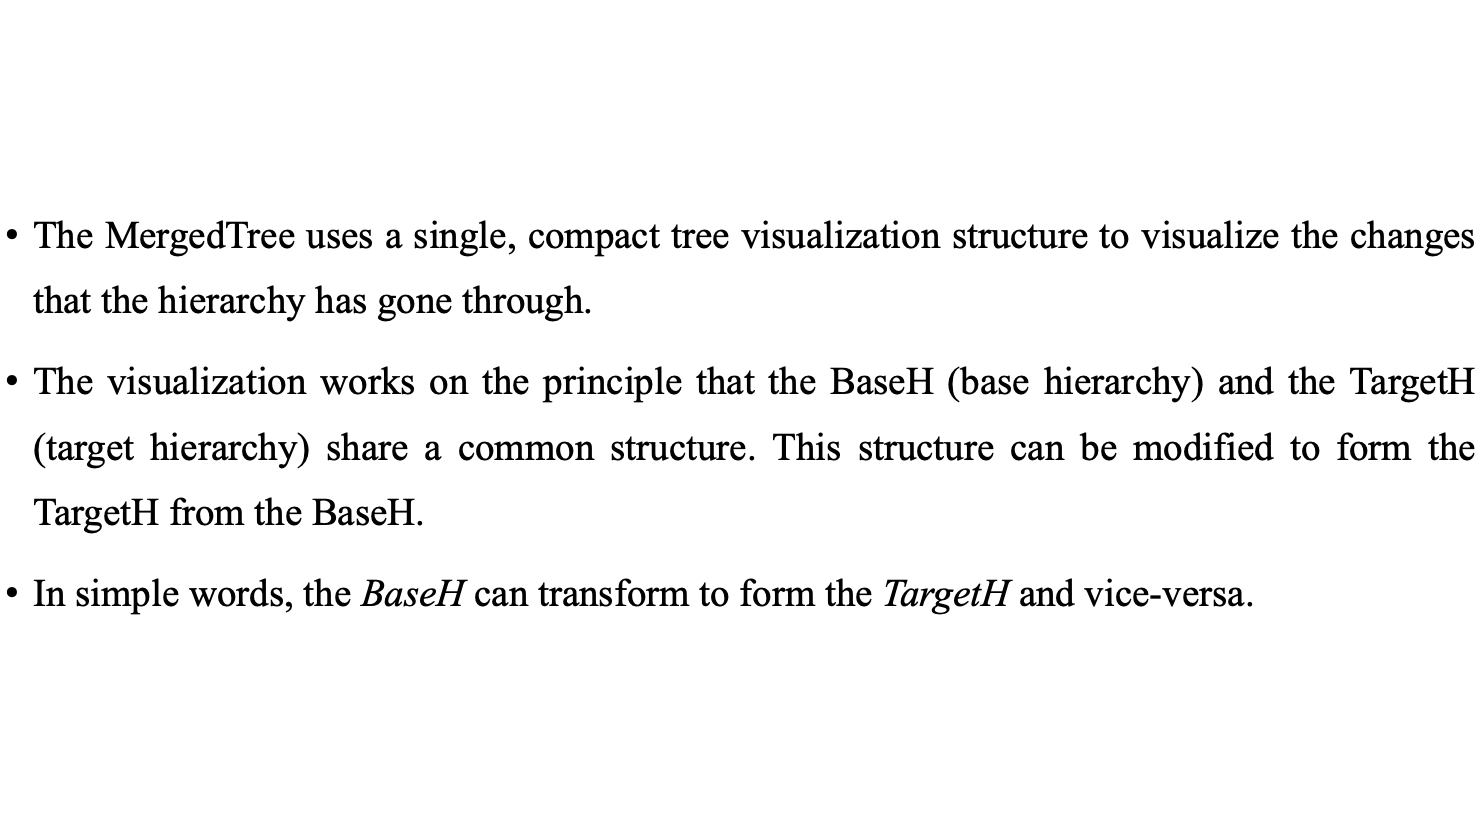 • The MergedTree uses a single, compact tree visualization structure to visualize the changes
that the hierarchy has gone through.
• The visualization works on the principle that the BaseH (base hierarchy) and the TargetH
(target hierarchy) share a common structure. This structure can be modified to form the
TargetH from the BaseH.
• In simple words, the BaseH can transform to form the TargetH and vice-versa.